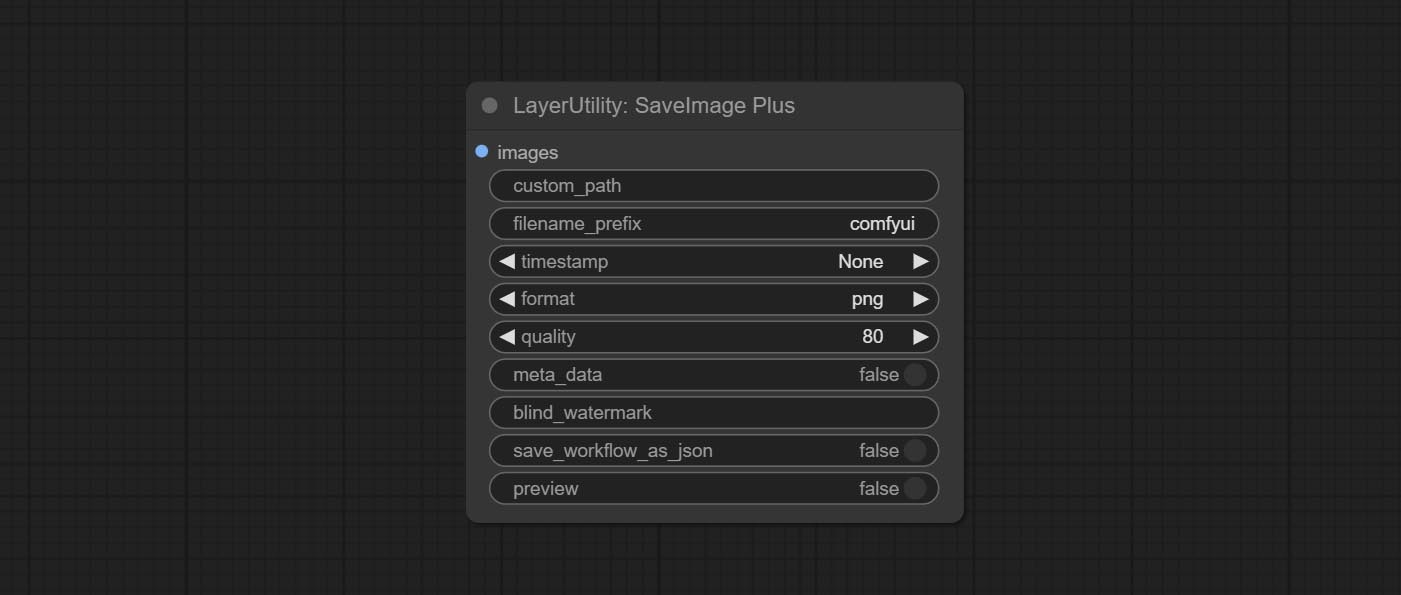 LayerUtility: SaveImage Plus
images
custom_path
filename_prefix comfyui
timestamp None
format png
quality 80
meta_data false
blind_watermark
save_workflow_as_json false
preview false